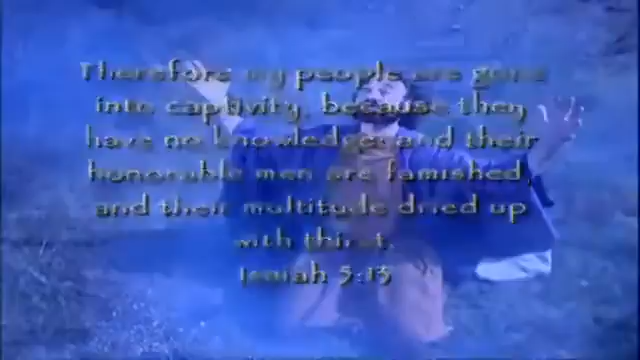 Therefore my people are gone
into captivity, because they
have no knowledge: and their
honorable men are famished,
and their multitude dried up
with thirst.
Isaiah 5:13